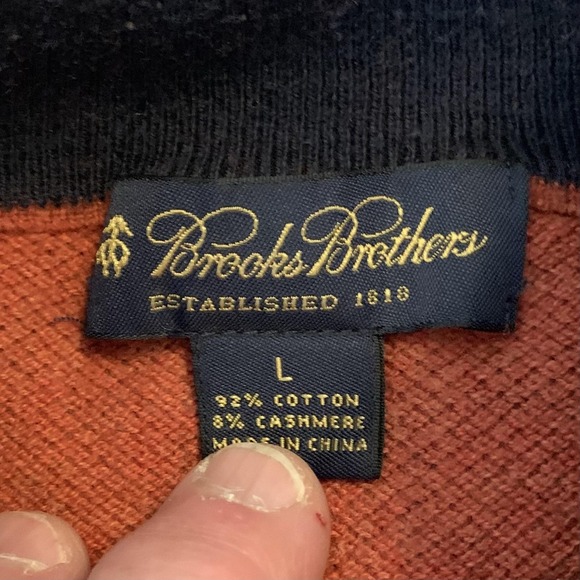 Brooks Brothers
ESTABLISHED 1818
L
92% COTTON
8% CASHMERE
MADE IN CHINA